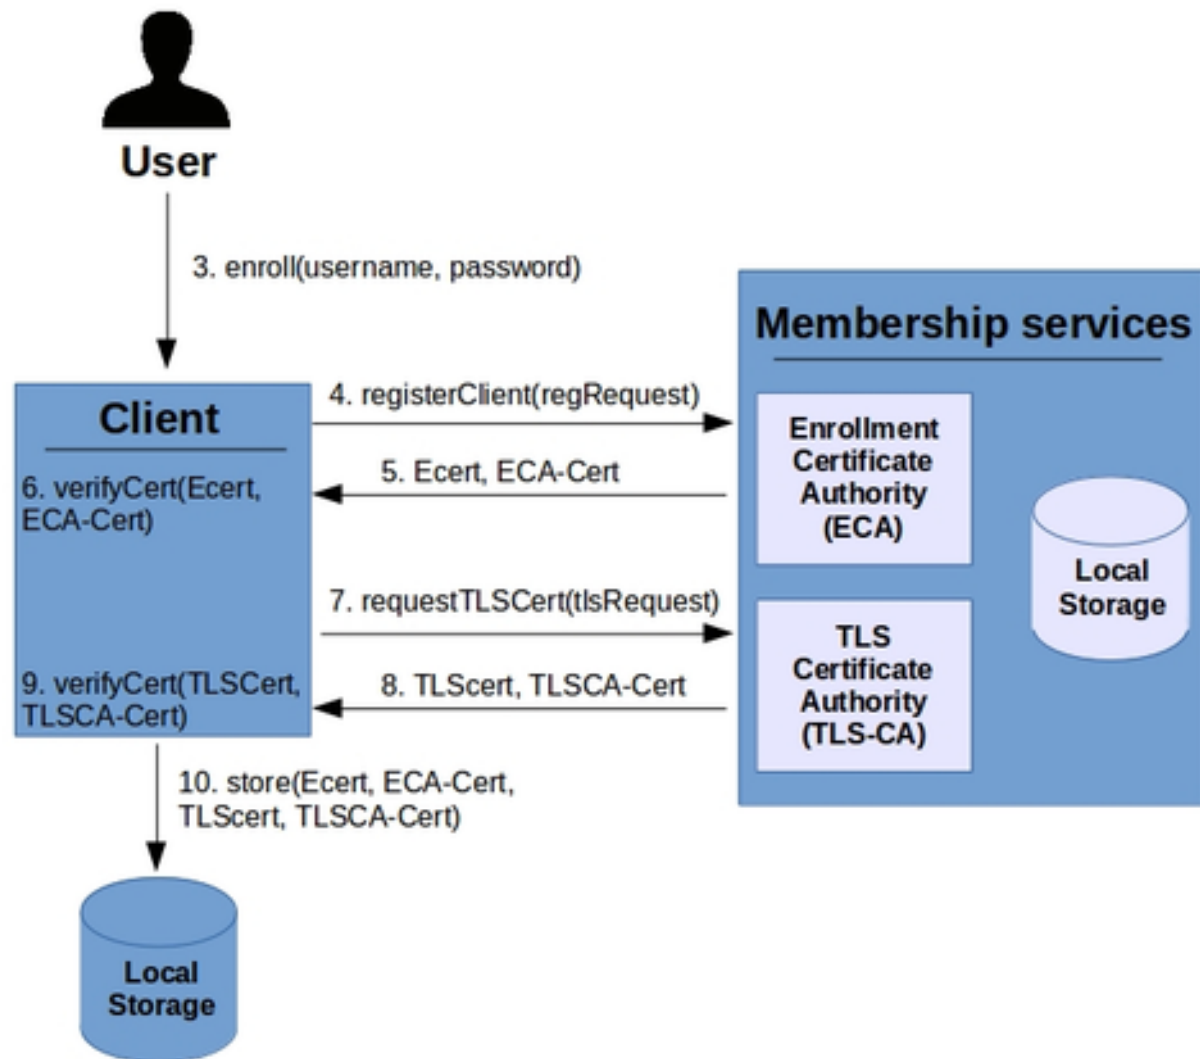 User
3. enroll(username, password)
Membership services
Client
4. registerClient(regRequest)
Enrollment
Certificate
Authority
(ECA)
5. Ecert, ECA-Cert
6. verifyCert(Ecert,
ECA-Cert)
Local
Storage
7. requestTLSCert(tlsRequest)
TLS
Certificate
Authority
(TLS-CA)
8. TLScert, TLSCA-Cert
9. verifyCert(TLSCert,
TLSCA-Cert)
10. store(Ecert, ECA-Cert,
TLScert, TLSCA-Cert)
Local
Storage